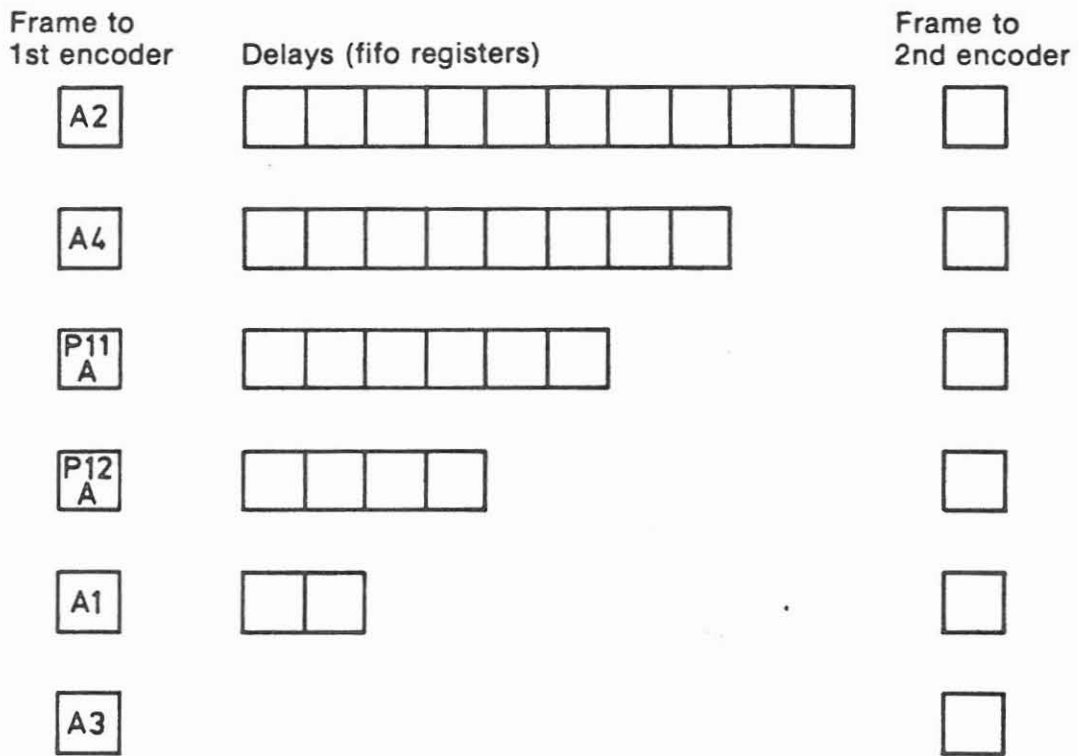 Frame to
1st encoder
Delays (fifo registers)
Frame to
2nd encoder
A2
A4
P11
A
P12
A
A1
A3